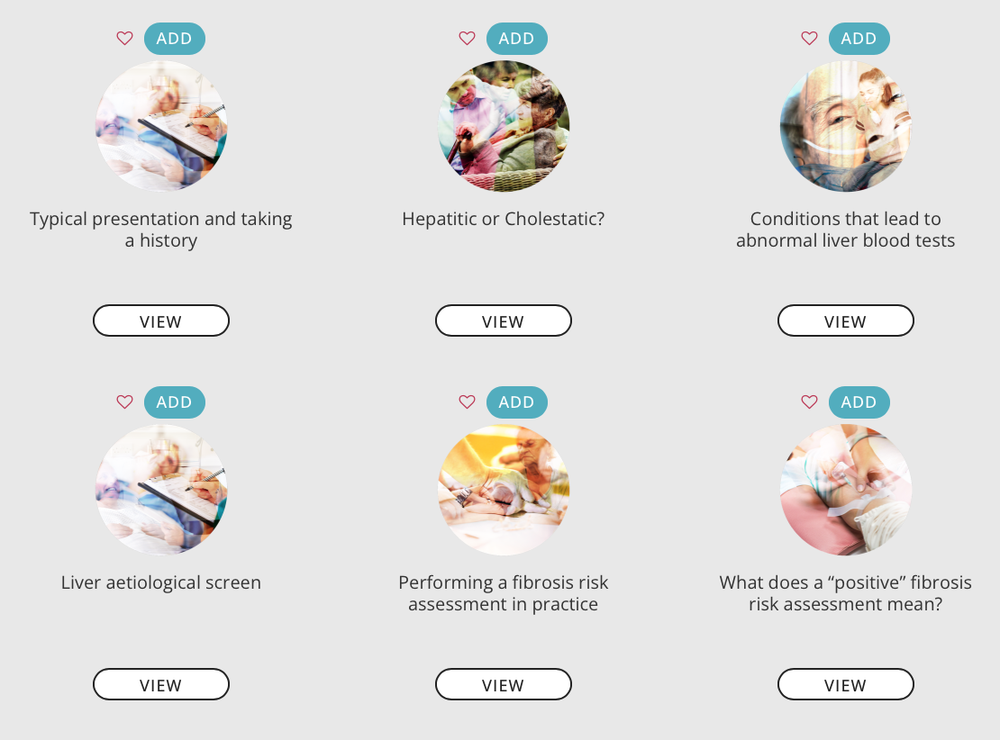 ADD
ADD
ADD
Typical presentation and taking
a history
Hepatitic or Cholestatic?
Conditions that lead to
abnormal liver blood tests
VIEW
VIEW
VIEW
ADD
ADD
ADD
Liver aetiological screen
Performing a fibrosis risk
assessment in practice
What does a “positive” fibrosis
risk assessment mean?
VIEW
VIEW
VIEW